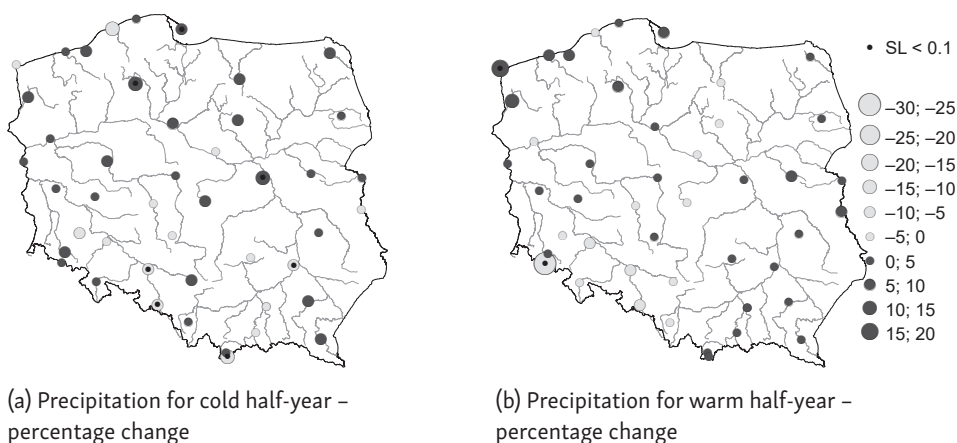 SL < 0.1
–30; –25
–25; –20
–20; –15
–15; –10
–10; –5
–5; 0
0; 5
5; 10
10; 15
15; 20
(a) Precipitation for cold half-year –
percentage change
(b) Precipitation for warm half-year –
percentage change